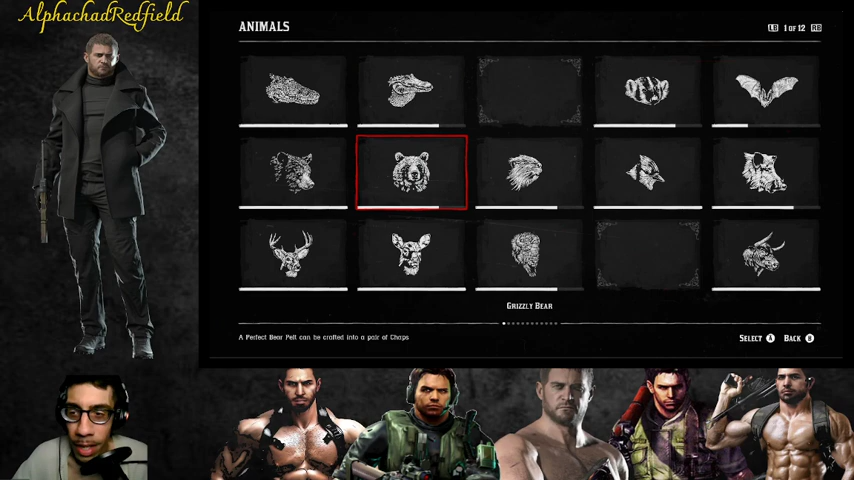 AlphachadRedfield
ANIMALS
LB 1 OF 12 RB
GRIZZLY BEAR
A Perfect Bear Pelt can be crafted into a pair of Chaps
SELECT A BACK B